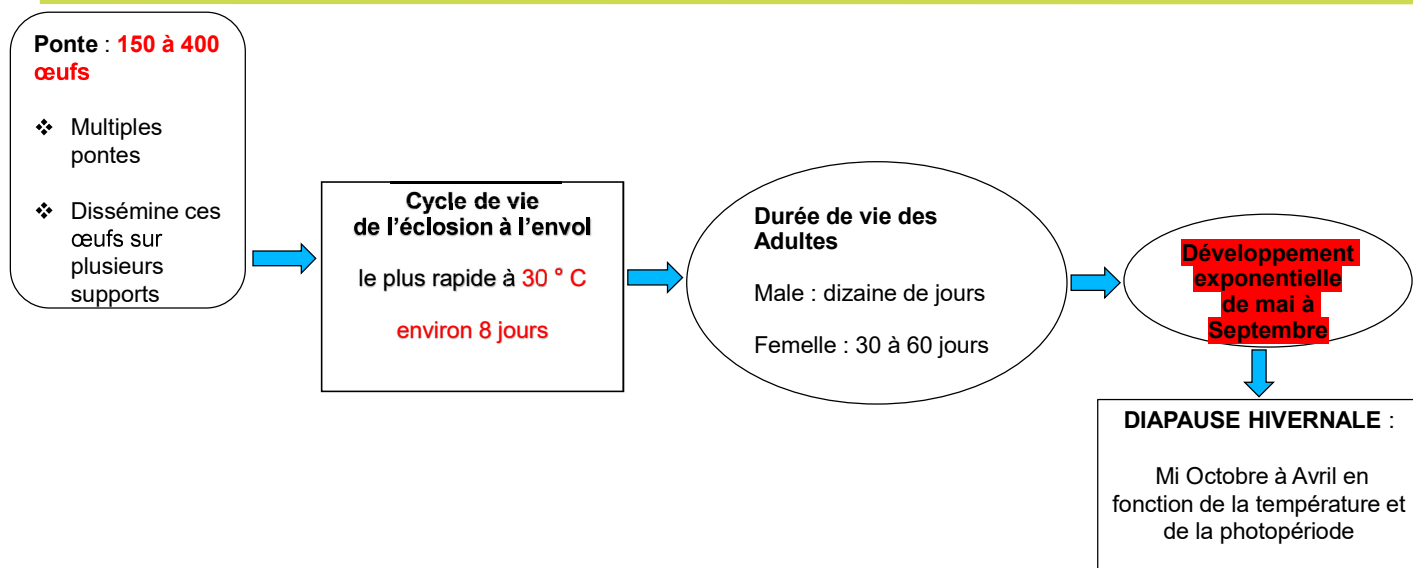 Ponte : 150 à 400
œufs
❖ Multiples
pontes
❖ Dissémine ces
œufs sur
plusieurs
supports
Cycle de vie
de l’éclosion à l’envol
le plus rapide à 30 ° C
environ 8 jours
Durée de vie des
Adultes
Male : dizaine de jours
Femelle : 30 à 60 jours
Développement
exponentielle
de mai à
Septembre
DIAPAUSE HIVERNALE :
Mi Octobre à Avril en
fonction de la température et
de la photopériode